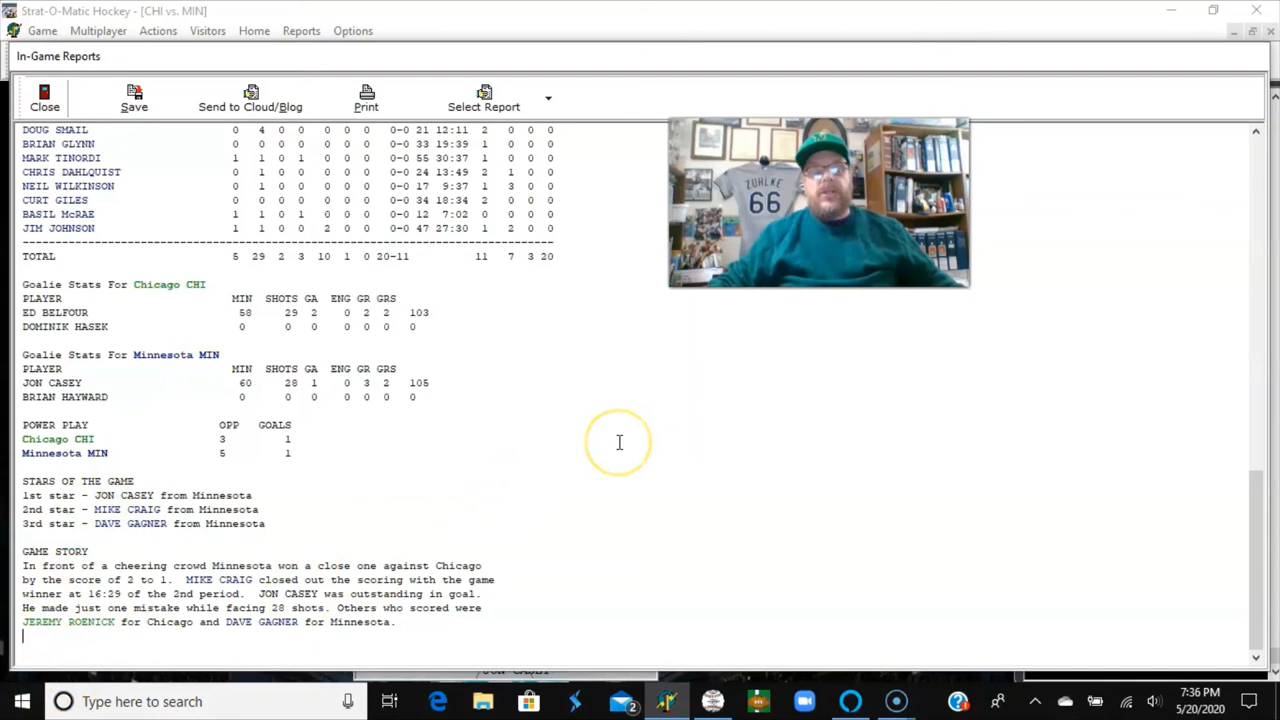 Strat-O-Matic Hockey - [CHI vs. MIN]
Game Multiplayer Actions Visitors Home Reports Options
In-Game Reports
Close Save Send to Cloud/Blog Print Select Report
DOUG SMAIL 0 4 0 0 0 0 0 0-0 21 12:11 2 0 0 0
BRIAN GLYNN 0 0 0 0 0 0 0 0-0 33 19:39 1 0 0 0
MARK TINORDI 1 1 0 1 0 0 0 0-0 55 30:37 1 0 0 0
CHRIS DAHLQUIST 0 1 0 0 0 0 0 0-0 24 13:49 2 1 0 0
NEIL WILKINSON 0 1 0 0 0 0 0 0-0 17 9:37 1 3 0 0
CURT GILES 0 0 0 0 0 0 0 0-0 34 18:34 2 0 0 0
BASIL McRAE 1 1 0 1 0 0 0 0-0 12 7:02 0 0 0 0
JIM JOHNSON 1 1 0 0 2 0 0 0-0 47 27:30 1 2 0 0
TOTAL 5 29 2 3 10 1 0 20-11 11 7 3 20
Goalie Stats For Chicago CHI
PLAYER MIN SHOTS GA ENG GR GRS
ED BELFOUR 58 29 2 0 2 2 103
DOMINIK HASEK 0 0 0 0 0 0 0
Goalie Stats For Minnesota MIN
PLAYER MIN SHOTS GA ENG GR GRS
JON CASEY 60 28 1 0 3 2 105
BRIAN HAYWARD 0 0 0 0 0 0 0
POWER PLAY OPP GOALS
Chicago CHI 3 1
Minnesota MIN 5 1
STARS OF THE GAME
1st star - JON CASEY from Minnesota
2nd star - MIKE CRAIG from Minnesota
3rd star - DAVE GAGNER from Minnesota
GAME STORY
In front of a cheering crowd Minnesota won a close one against Chicago
by the score of 2 to 1. MIKE CRAIG closed out the scoring with the game
winner at 16:29 of the 2nd period. JON CASEY was outstanding in goal.
He made just one mistake while facing 28 shots. Others who scored were
JEREMY ROENICK for Chicago and DAVE GAGNER for Minnesota.
ZUHLKE
66
JON CASEY
Type here to search
2
7:36 PM
5/20/2020